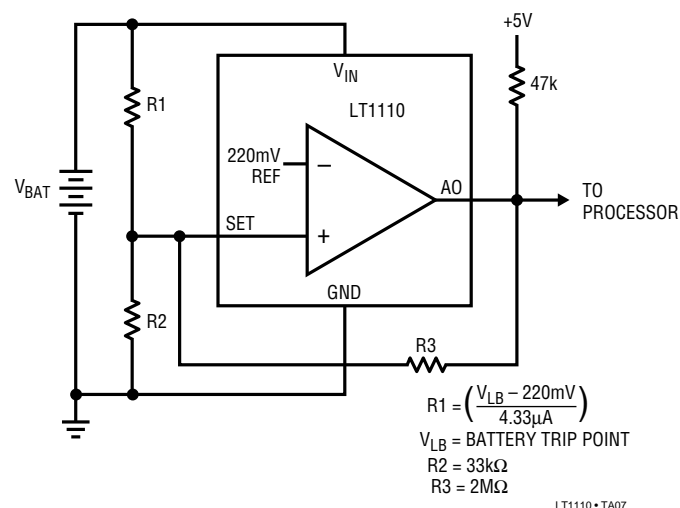 +5V
V_IN
47k
R1
LT1110
220mV
REF
–
V_BAT
AO
TO
PROCESSOR
SET
+
GND
R2
R3
R1 = (V_LB – 220mV / 4.33µA)
V_LB = BATTERY TRIP POINT
R2 = 33kΩ
R3 = 2MΩ
LT1110 • TA07